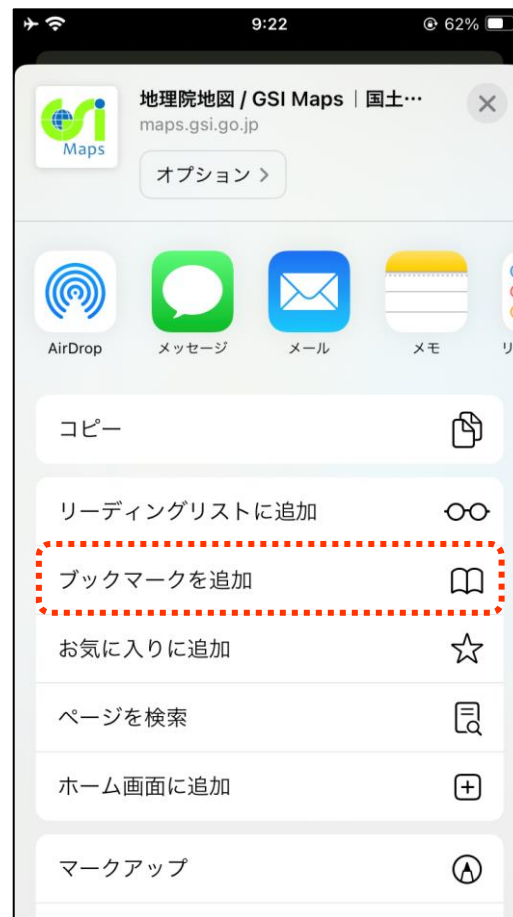 9:22
62%
地理院地図 / GSI Maps｜国土…
maps.gsi.go.jp
Maps
オプション
AirDrop
メッセージ
メール
メモ
リ
コピー
リーディングリストに追加
ブックマークを追加
お気に入りに追加
ページを検索
ホーム画面に追加
マークアップ